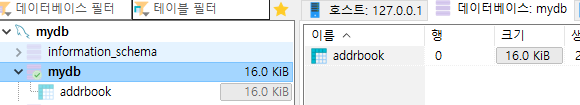 데이터베이스 필터
테이블 필터
호스트: 127.0.0.1
데이터베이스: mydb
mydb
information_schema
mydb 16.0 KiB
addrbook 16.0 KiB
이름 행 크기 생
addrbook 0 16.0 KiB 2